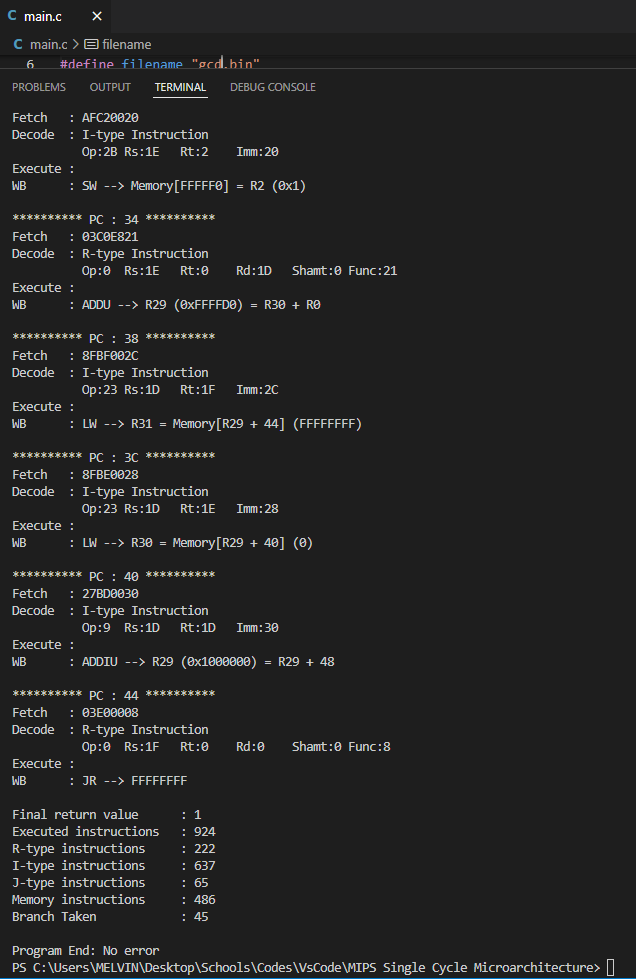 C main.c ×
C main.c > filename
6 #define filename "gcd.bin"
PROBLEMS OUTPUT TERMINAL DEBUG CONSOLE
Fetch : AFC20020
Decode : I-type Instruction
Op:2B Rs:1E Rt:2 Imm:20
Execute :
WB : SW --> Memory[FFFFF0] = R2 (0x1)
********** PC : 34 **********
Fetch : 03C0E821
Decode : R-type Instruction
Op:0 Rs:1E Rt:0 Rd:1D Shamt:0 Func:21
Execute :
WB : ADDU --> R29 (0xFFFFD0) = R30 + R0
********** PC : 38 **********
Fetch : 8FBF002C
Decode : I-type Instruction
Op:23 Rs:1D Rt:1F Imm:2C
Execute :
WB : LW --> R31 = Memory[R29 + 44] (FFFFFFFF)
********** PC : 3C **********
Fetch : 8FBE0028
Decode : I-type Instruction
Op:23 Rs:1D Rt:1E Imm:28
Execute :
WB : LW --> R30 = Memory[R29 + 40] (0)
********** PC : 40 **********
Fetch : 27BD0030
Decode : I-type Instruction
Op:9 Rs:1D Rt:1D Imm:30
Execute :
WB : ADDIU --> R29 (0x1000000) = R29 + 48
********** PC : 44 **********
Fetch : 03E00008
Decode : R-type Instruction
Op:0 Rs:1F Rt:0 Rd:0 Shamt:0 Func:8
Execute :
WB : JR --> FFFFFFFF
Final return value : 1
Executed instructions : 924
R-type instructions : 222
I-type instructions : 637
J-type instructions : 65
Memory instructions : 486
Branch Taken : 45
Program End: No error
PS C:\Users\MELVIN\Desktop\Schools\Codes\VsCode\MIPS Single Cycle Microarchitecture>